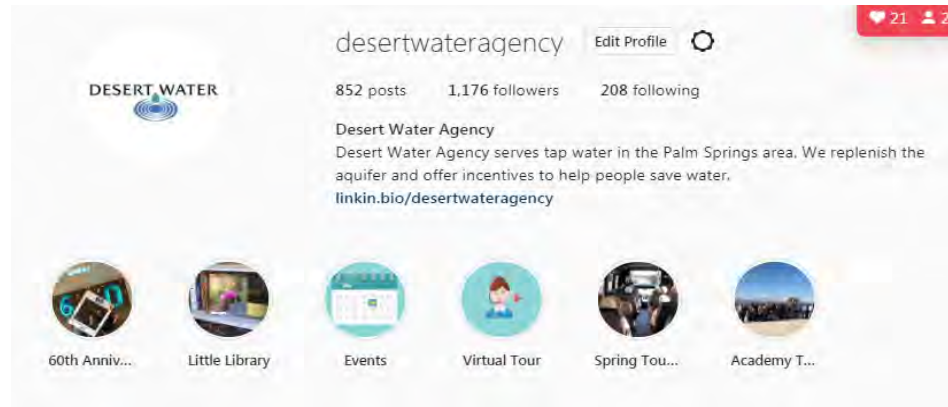 21 2
desertwateragency Edit Profile
DESERT WATER
852 posts 1,176 followers 208 following
Desert Water Agency
Desert Water Agency serves tap water in the Palm Springs area. We replenish the
aquifer and offer incentives to help people save water.
linkin.bio/desertwateragency
60th Anniv... Little Library Events Virtual Tour Spring Tou... Academy T...